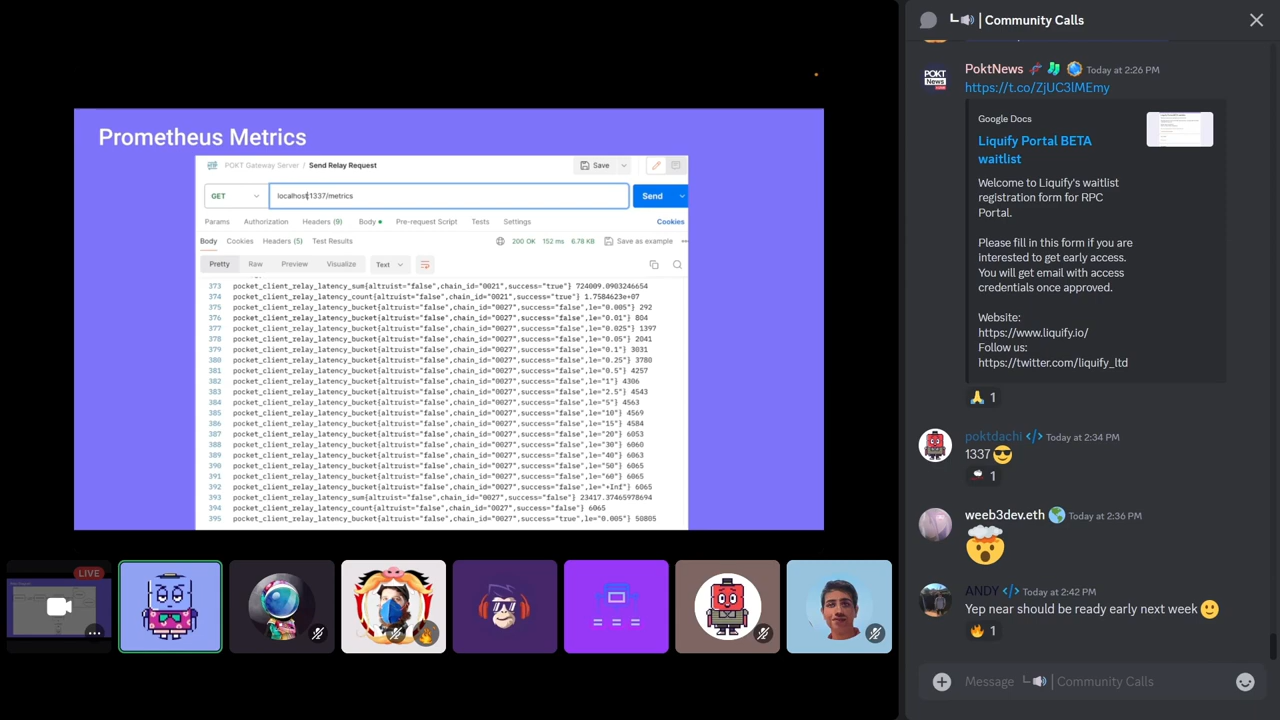 Prometheus Metrics
POKT Gateway Server / Send Relay Request
Save
GET
localhost:1337/metrics
Send
Params Authorization Headers (9) Body Pre-request Script Tests Settings Cookies
Body Cookies Headers (5) Test Results 200 OK 152 ms 6.78 KB Save as example
Pretty Raw Preview Visualize Text
373 pocket_client_relay_latency_sum{altruist="false",chain_id="0021",success="true"} 724009.0903246654
374 pocket_client_relay_latency_count{altruist="false",chain_id="0021",success="true"} 1.7584623e+07
375 pocket_client_relay_latency_bucket{altruist="false",chain_id="0027",success="false",le="0.005"} 292
376 pocket_client_relay_latency_bucket{altruist="false",chain_id="0027",success="false",le="0.01"} 804
377 pocket_client_relay_latency_bucket{altruist="false",chain_id="0027",success="false",le="0.025"} 1397
378 pocket_client_relay_latency_bucket{altruist="false",chain_id="0027",success="false",le="0.05"} 2041
379 pocket_client_relay_latency_bucket{altruist="false",chain_id="0027",success="false",le="0.1"} 3031
380 pocket_client_relay_latency_bucket{altruist="false",chain_id="0027",success="false",le="0.25"} 3780
381 pocket_client_relay_latency_bucket{altruist="false",chain_id="0027",success="false",le="0.5"} 4257
382 pocket_client_relay_latency_bucket{altruist="false",chain_id="0027",success="false",le="1"} 4306
383 pocket_client_relay_latency_bucket{altruist="false",chain_id="0027",success="false",le="2.5"} 4543
384 pocket_client_relay_latency_bucket{altruist="false",chain_id="0027",success="false",le="5"} 4563
385 pocket_client_relay_latency_bucket{altruist="false",chain_id="0027",success="false",le="10"} 4569
386 pocket_client_relay_latency_bucket{altruist="false",chain_id="0027",success="false",le="15"} 4584
387 pocket_client_relay_latency_bucket{altruist="false",chain_id="0027",success="false",le="20"} 6053
388 pocket_client_relay_latency_bucket{altruist="false",chain_id="0027",success="false",le="30"} 6060
389 pocket_client_relay_latency_bucket{altruist="false",chain_id="0027",success="false",le="40"} 6063
390 pocket_client_relay_latency_bucket{altruist="false",chain_id="0027",success="false",le="50"} 6065
391 pocket_client_relay_latency_bucket{altruist="false",chain_id="0027",success="false",le="60"} 6065
392 pocket_client_relay_latency_bucket{altruist="false",chain_id="0027",success="false",le="+Inf"} 6065
393 pocket_client_relay_latency_sum{altruist="false",chain_id="0027",success="false"} 23417.37465978694
394 pocket_client_relay_latency_count{altruist="false",chain_id="0027",success="false"} 6065
395 pocket_client_relay_latency_bucket{altruist="false",chain_id="0027",success="true",le="0.005"} 50805
LIVE
Community Calls
PoktNews Today at 2:26 PM
POKT News
https://t.co/ZjUC3lMEmy
Google Docs
Liquify Portal BETA
waitlist
Welcome to Liquify's waitlist
registration form for RPC
Portal.
Please fill in this form if you are
interested to get early access.
You will get email with access
credentials once approved.
Website:
https://www.liquify.io/
Follow us:
https://twitter.com/liquify_ltd
🙏 1
poktdachi </> Today at 2:34 PM
1337 😎
1
weeb3dev.eth 🌎 Today at 2:36 PM
🤯
ANDY </> Today at 2:42 PM
Yep near should be ready early next week 🙂
🔥 1
Message Community Calls